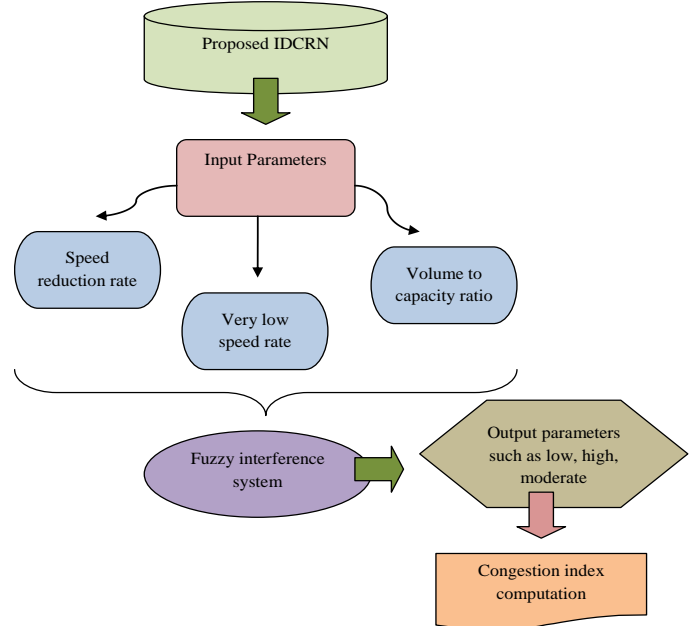 Proposed IDCRN
Input Parameters
Speed
reduction rate
Very low
speed rate
Volume to
capacity ratio
Fuzzy interference
system
Output parameters
such as low, high,
moderate
Congestion index
computation